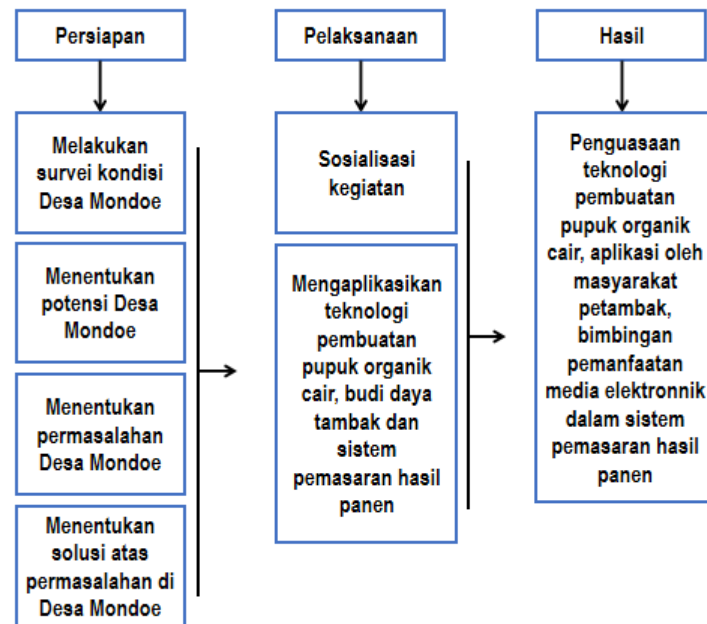 Persiapan
Melakukan
survei kondisi
Desa Mondoe
Menentukan
potensi Desa
Mondoe
Menentukan
permasalahan
Desa Mondoe
Menentukan
solusi atas
permasalahan di
Desa Mondoe
Pelaksanaan
Sosialisasi
kegiatan
Mengaplikasikan
teknologi
pembuatan
pupuk organik
cair, budi daya
tambak dan
sistem
pemasaran hasil
panen
Hasil
Penguasaan
teknologi
pembuatan
pupuk organik
cair, aplikasi oleh
masyarakat
petambak,
bimbingan
pemanfaatan
media elektronnik
dalam sistem
pemasaran hasil
panen